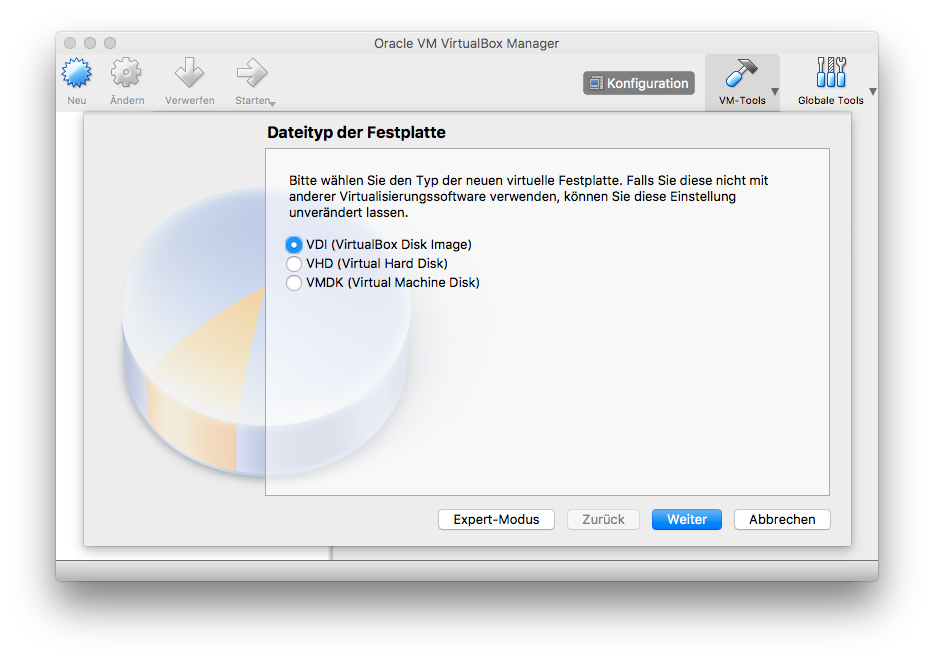 Oracle VM VirtualBox Manager
Neu
Ändern
Verwerfen
Starten
Konfiguration
VM-Tools
Globale Tools
Dateityp der Festplatte
Bitte wählen Sie den Typ der neuen virtuelle Festplatte. Falls Sie diese nicht mit
anderer Virtualisierungssoftware verwenden, können Sie diese Einstellung
unverändert lassen.
VDI (VirtualBox Disk Image)
VHD (Virtual Hard Disk)
VMDK (Virtual Machine Disk)
Expert-Modus
Zurück
Weiter
Abbrechen